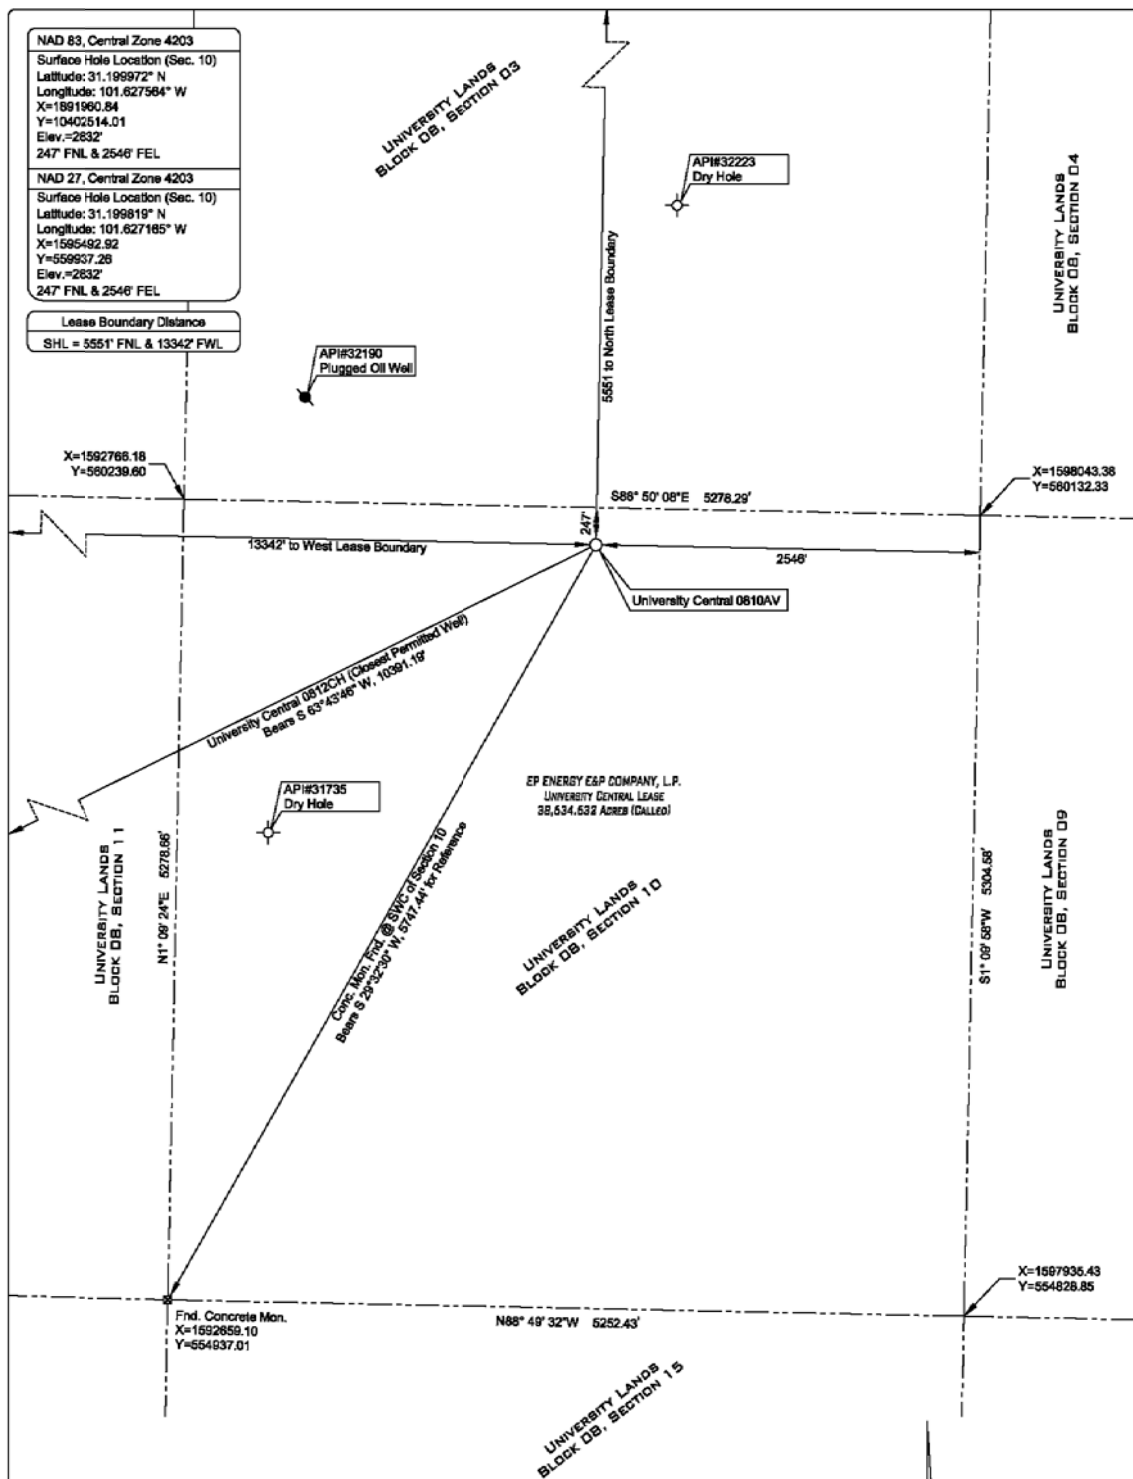 NAD 83, Central Zone 4203
Surface Hole Location (Sec. 10)
Latitude: 31.199972° N
Longitude: 101.627564° W
X=1891960.84
Y=10402514.01
Elev.=2632'
247' FNL & 2546' FEL
NAD 27, Central Zone 4203
Surface Hole Location (Sec. 10)
Latitude: 31.199819° N
Longitude: 101.627165° W
X=1595492.92
Y=559937.26
Elev.=2632'
247' FNL & 2546' FEL
Lease Boundary Distance
SHL = 5551' FNL & 13342' FWL
University Lands
Block 08, Section 03
API#32223
Dry Hole
University Lands
Block 08, Section 04
5551 to North Lease Boundary
API#32190
Plugged Oil Well
X=1592766.18
Y=560239.60
X=1598043.36
Y=560132.33
S88° 50' 08"E 5278.29'
247'
13342' to West Lease Boundary
2546'
University Central 0810AV
University Central 0812CH (Closest Permitted Well)
Bears S 63°43'46" W, 10391.19'
API#31735
Dry Hole
EP Energy E&P Company, L.P.
University Central Lease
38,634.532 Acres (Called)
University Lands
Block 08, Section 11
N1° 09' 24"E 5278.66'
Conc. Mon. Fnd. @ SWC of Section 10
Bears S 29°32'30" W, 5747.44' for Reference
University Lands
Block 08, Section 10
S1° 09' 58"W 5304.58'
University Lands
Block 08, Section 09
X=1597935.43
Y=554828.85
Fnd. Concrete Mon.
X=1592659.10
Y=554937.01
N88° 49' 32"W 5252.43'
University Lands
Block 08, Section 15